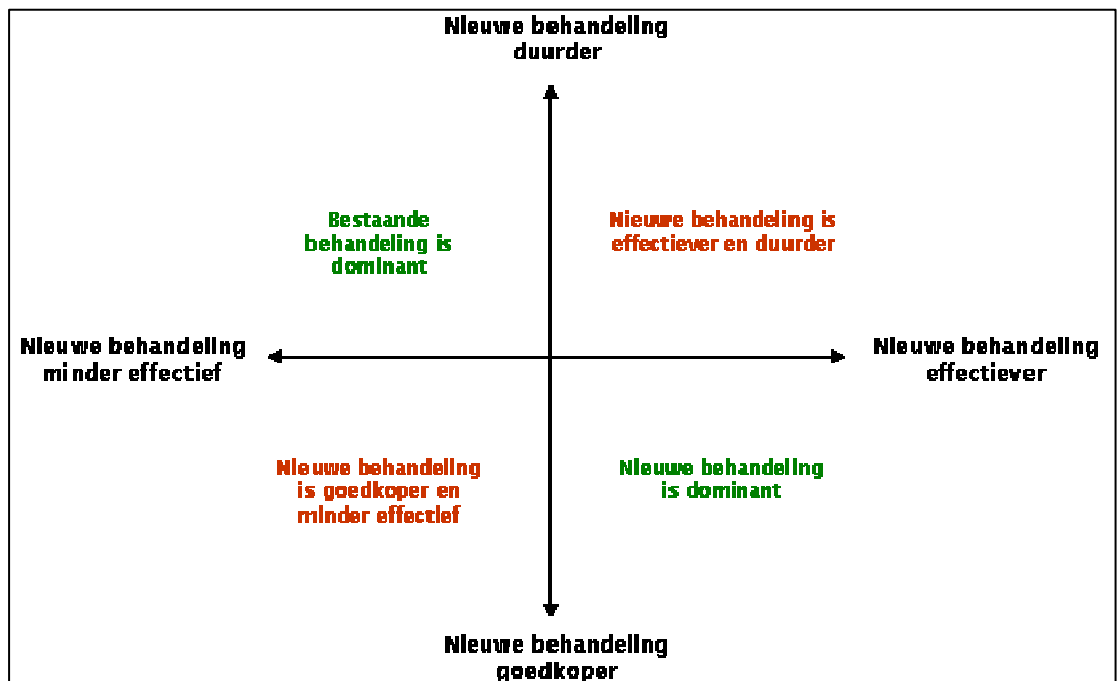 Nieuwe behandeling
duurder
Bestaande
behandeling is
dominant
Nieuwe behandeling is
effectiever en duurder
Nieuwe behandeling
minder effectief
Nieuwe behandeling
effectiever
Nieuwe behandeling
is goedkoper en
minder effectief
Nieuwe behandeling
is dominant
Nieuwe behandeling
goedkoper